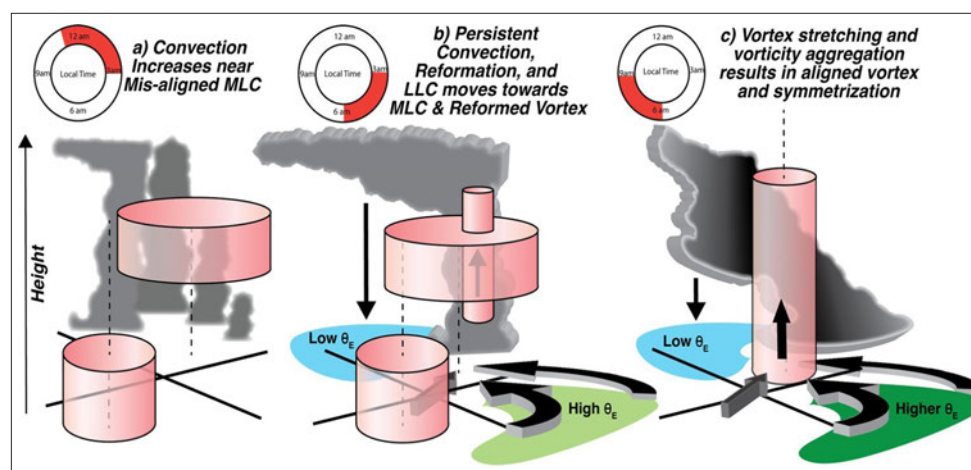 12 am
3am
6 am
9am
Local Time
a) Convection
Increases near
Mis-aligned MLC
12 am
3am
6 am
9am
Local Time
b) Persistent
Convection,
Reformation, and
LLC moves towards
MLC & Reformed Vortex
12 am
3am
6 am
9am
Local Time
c) Vortex stretching and
vorticity aggregation
results in aligned vortex
and symmetrization
Height
Low θE
High θE
Low θE
Higher θE